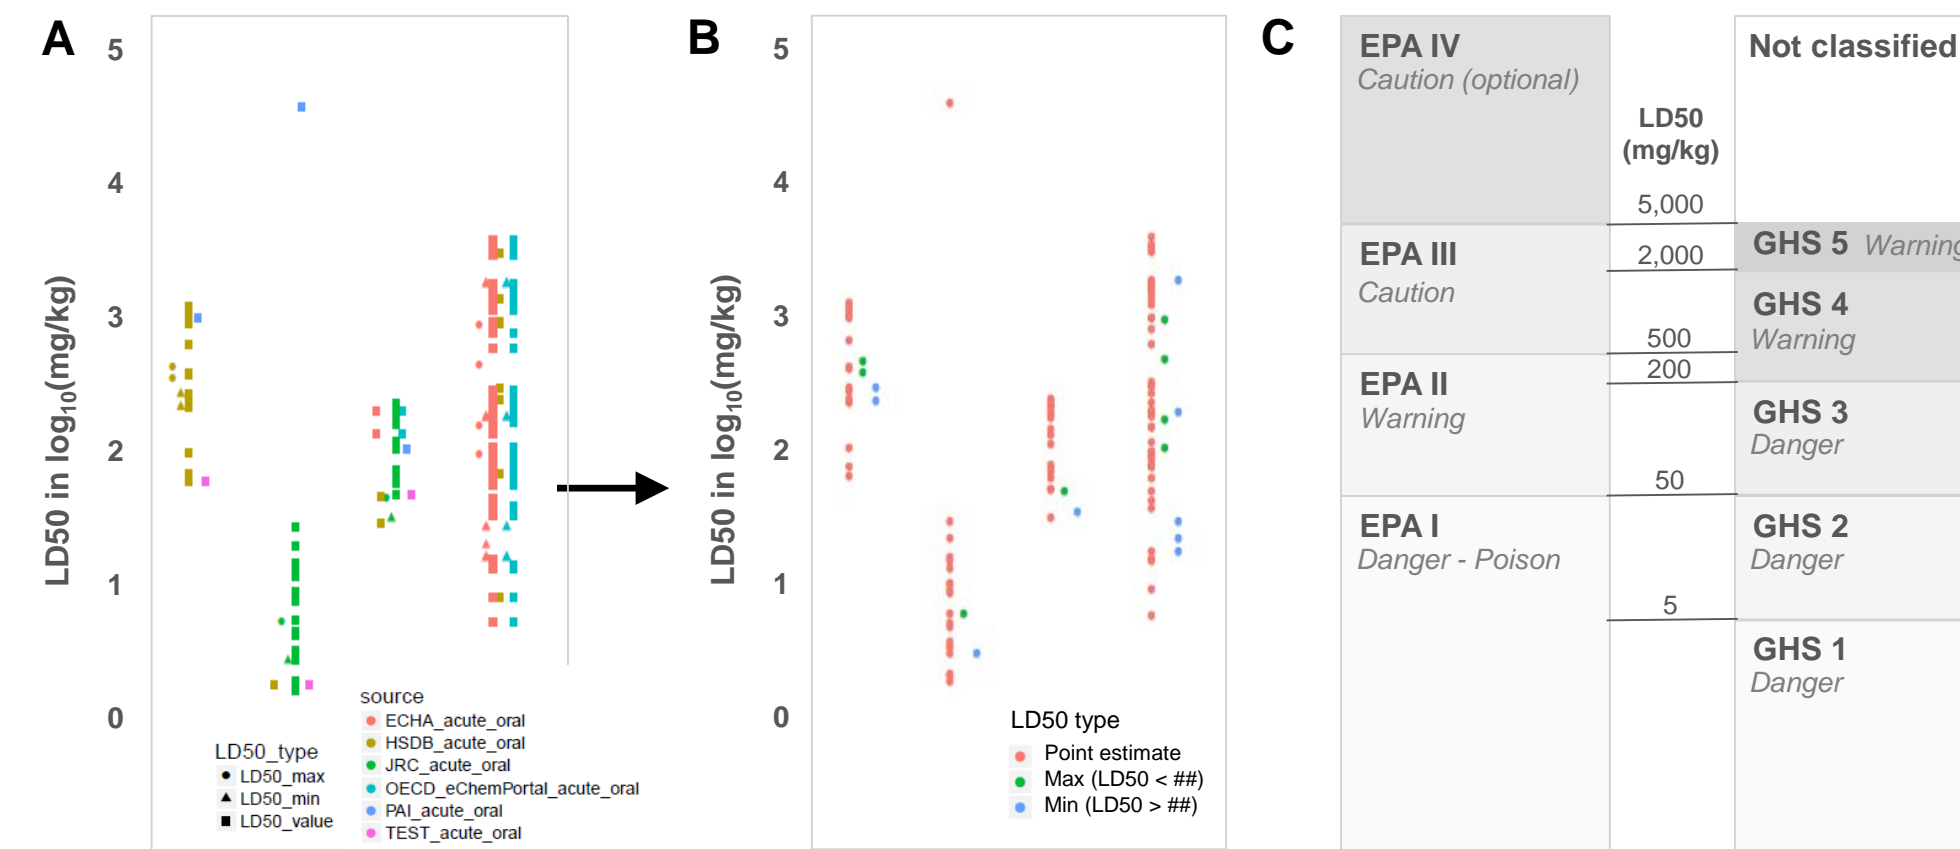 A
5
4
3
2
1
0
LD50 in log10(mg/kg)
LD50_type
LD50_max
LD50_min
LD50_value
source
ECHA_acute_oral
HSDB_acute_oral
JRC_acute_oral
OECD_eChemPortal_acute_oral
PAI_acute_oral
TEST_acute_oral
B
5
4
3
2
1
0
LD50 in log10(mg/kg)
LD50 type
Point estimate
Max (LD50 < ##)
Min (LD50 > ##)
C
EPA IV
Caution (optional)
EPA III
Caution
EPA II
Warning
EPA I
Danger - Poison
LD50
(mg/kg)
5,000
2,000
500
200
50
5
Not classified
GHS 5 Warning
GHS 4
Warning
GHS 3
Danger
GHS 2
Danger
GHS 1
Danger